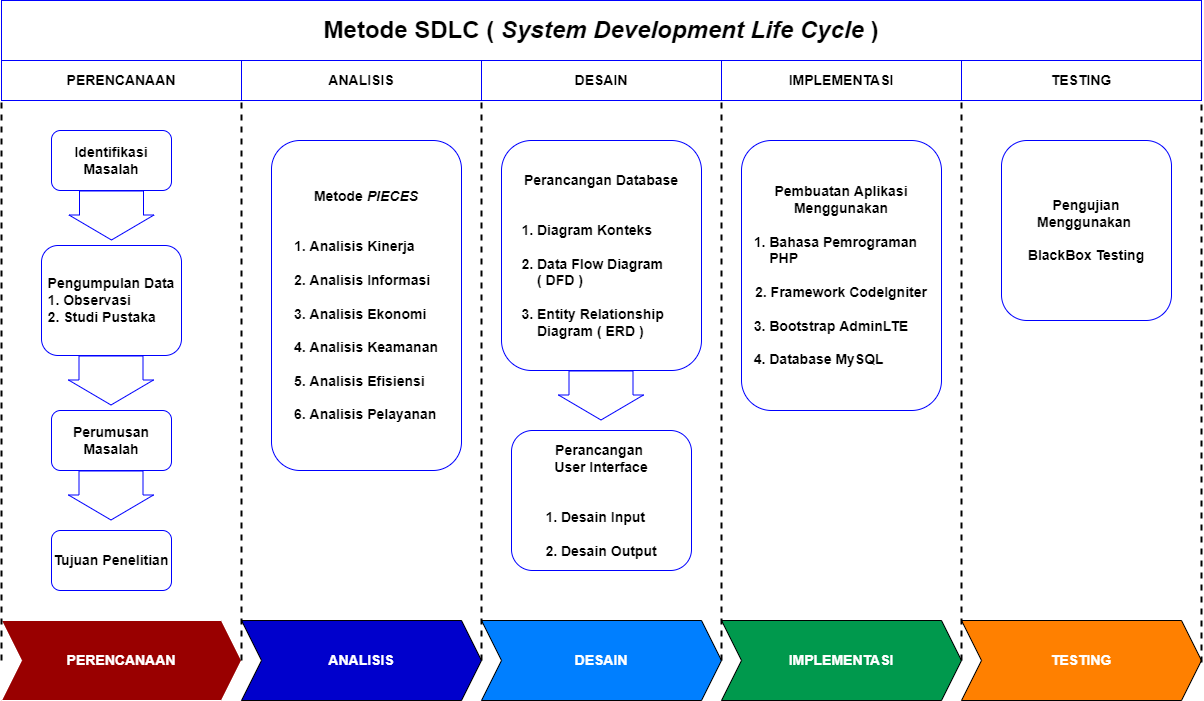 Metode SDLC ( System Development Life Cycle )
PERENCANAAN
ANALISIS
DESAIN
IMPLEMENTASI
TESTING
Identifikasi
Masalah
Pengumpulan Data
1. Observasi
2. Studi Pustaka
Perumusan
Masalah
Tujuan Penelitian
Metode PIECES
1. Analisis Kinerja
2. Analisis Informasi
3. Analisis Ekonomi
4. Analisis Keamanan
5. Analisis Efisiensi
6. Analisis Pelayanan
Perancangan Database
1. Diagram Konteks
2. Data Flow Diagram
( DFD )
3. Entity Relationship
Diagram ( ERD )
Perancangan
User Interface
1. Desain Input
2. Desain Output
Pembuatan Aplikasi
Menggunakan
1. Bahasa Pemrograman
PHP
2. Framework CodeIgniter
3. Bootstrap AdminLTE
4. Database MySQL
Pengujian
Menggunakan
BlackBox Testing
PERENCANAAN
ANALISIS
DESAIN
IMPLEMENTASI
TESTING